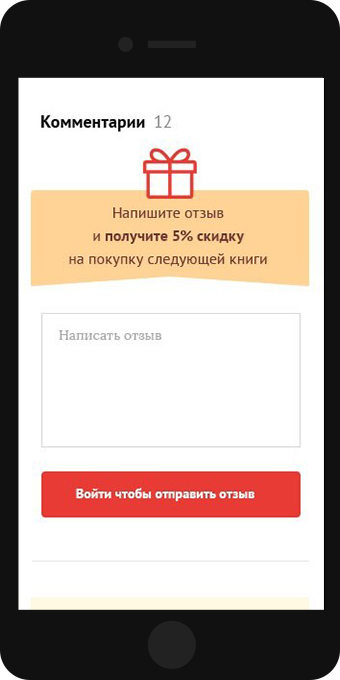 Комментарии 12
Напишите отзыв
и получите 5% скидку
на покупку следующей книги
Написать отзыв
Войти чтобы отправить отзыв